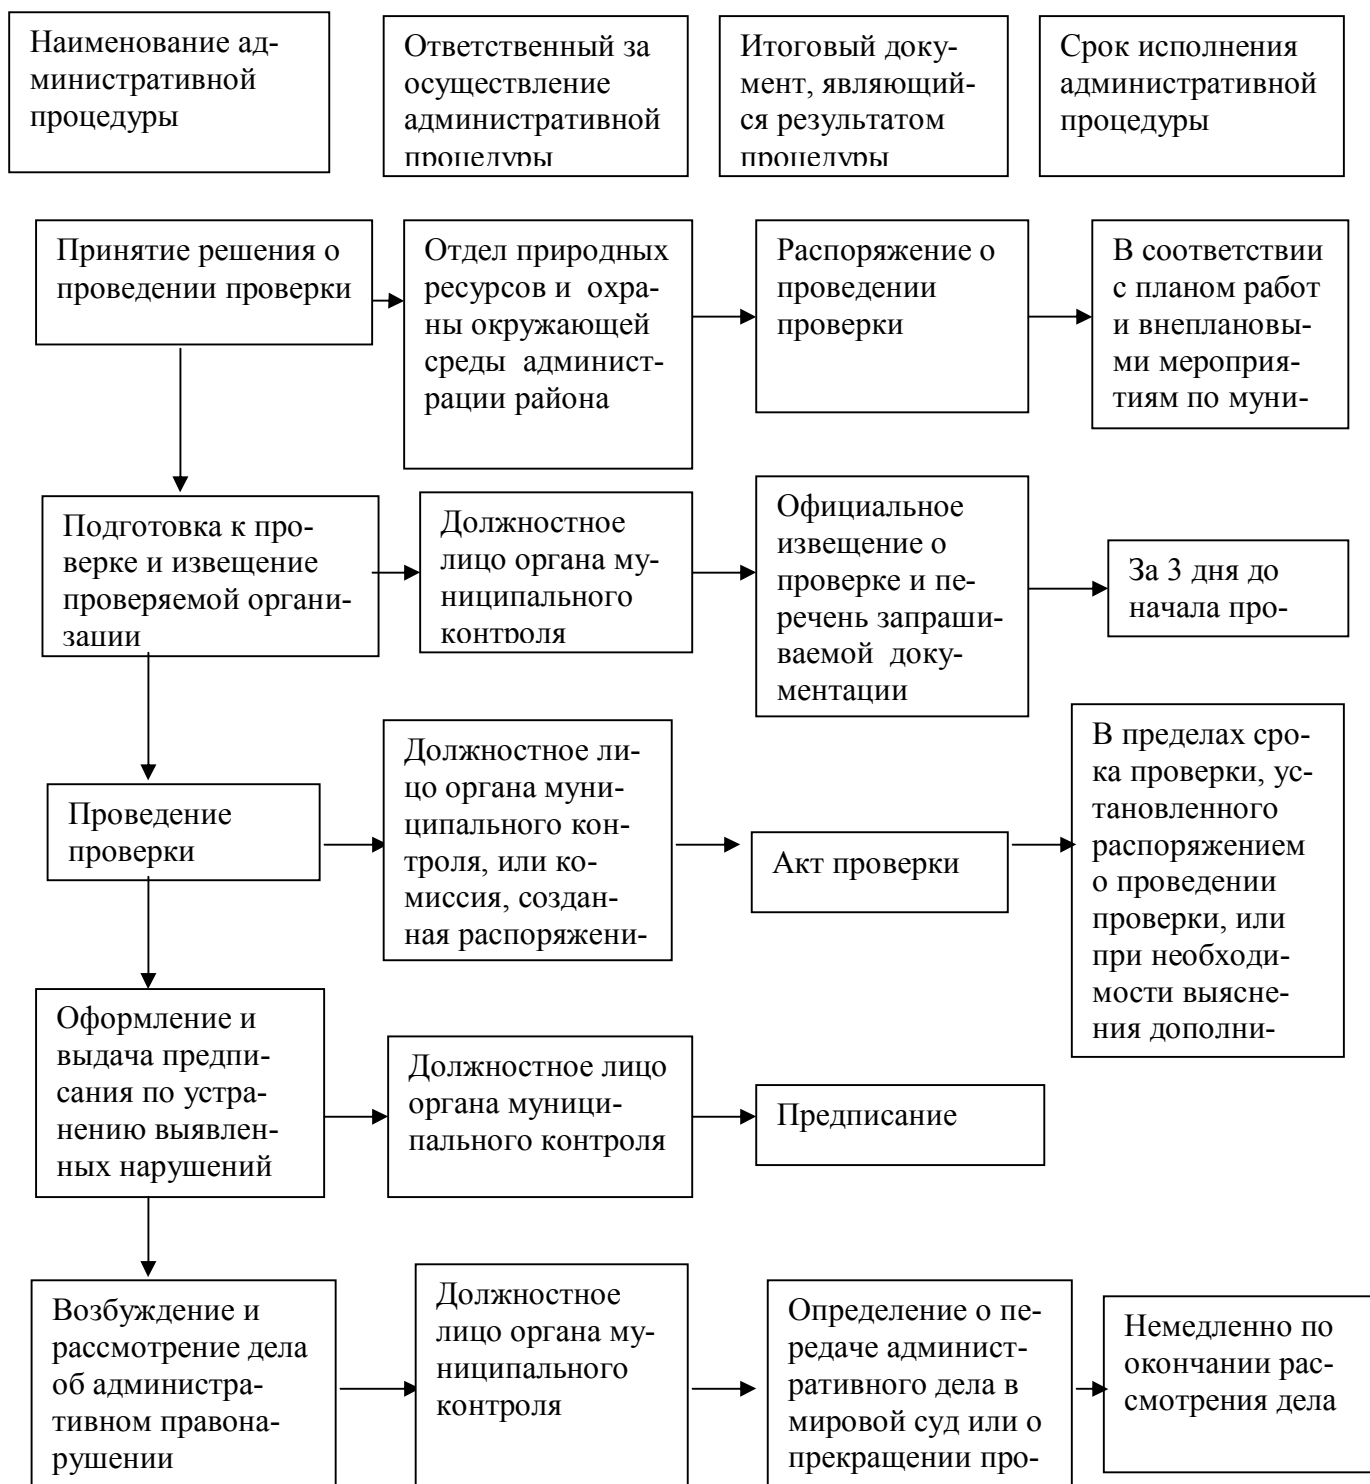 Наименование ад-
министративной
процедуры
Ответственный за
осуществление
административной
процедуры
Итоговый доку-
мент, являющий-
ся результатом
процедуры
Срок исполнения
административной
процедуры
Принятие решения о
проведении проверки
Отдел природных
ресурсов и охра-
ны окружающей
среды админист-
рации района
Распоряжение о
проведении
проверки
В соответствии
с планом работ
и внеплановы-
ми мероприя-
тиям по муни-
Подготовка к про-
верке и извещение
проверяемой органи-
зации
Должностное
лицо органа му-
ниципального
контроля
Официальное
извещение о
проверке и пе-
речень запраши-
ваемой доку-
ментации
За 3 дня до
начала про-
Проведение
проверки
Должностное ли-
цо органа муни-
ципального кон-
троля, или ко-
миссия, создан-
ная распоряжени-
Акт проверки
В пределах сро-
ка проверки, ус-
тановленного
распоряжением
о проведении
проверки, или
при необходи-
мости выясне-
ния дополни-
Оформление и
выдача предпи-
сания по устра-
нению выявлен-
ных нарушений
Должностное лицо
органа муници-
пального контроля
Предписание
Возбуждение и
рассмотрение дела
об администра-
тивном правона-
рушении
Должностное
лицо органа му-
ниципального
контроля
Определение о пе-
редаче админист-
ративного дела в
мировой суд или о
прекращении про-
Немедленно по
окончании рас-
смотрения дела